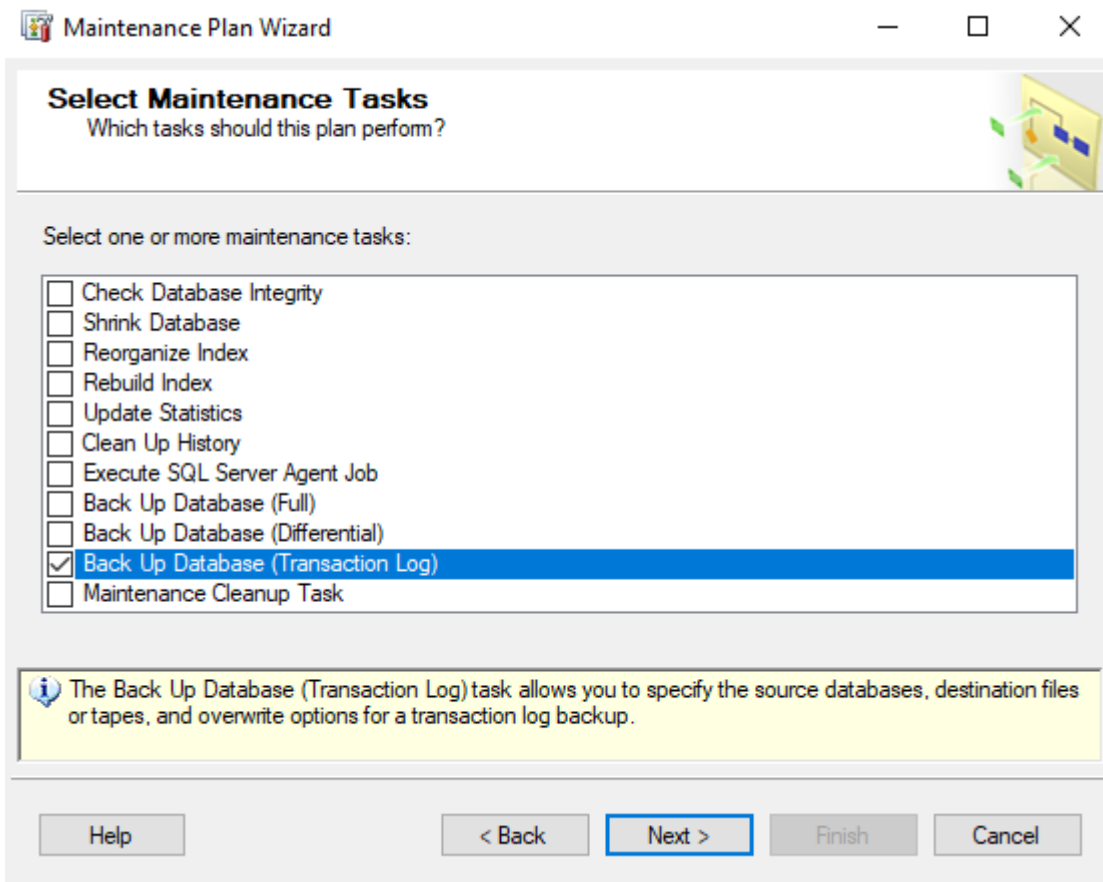 Maintenance Plan Wizard
Select Maintenance Tasks
Which tasks should this plan perform?
Select one or more maintenance tasks:
Check Database Integrity
Shrink Database
Reorganize Index
Rebuild Index
Update Statistics
Clean Up History
Execute SQL Server Agent Job
Back Up Database (Full)
Back Up Database (Differential)
Back Up Database (Transaction Log)
Maintenance Cleanup Task
The Back Up Database (Transaction Log) task allows you to specify the source databases, destination files
or tapes, and overwrite options for a transaction log backup.
Help
< Back
Next >
Finish
Cancel